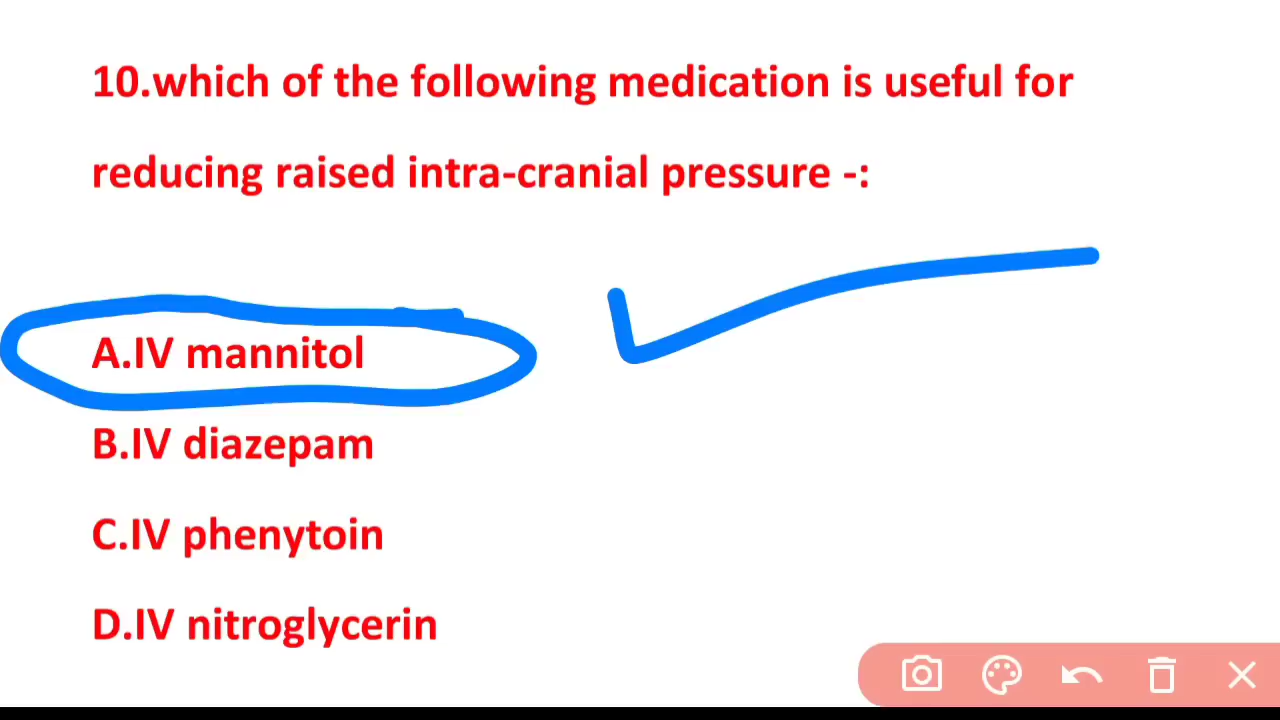 10.which of the following medication is useful for
reducing raised intra-cranial pressure -:
A.IV mannitol
B.IV diazepam
C.IV phenytoin
D.IV nitroglycerin